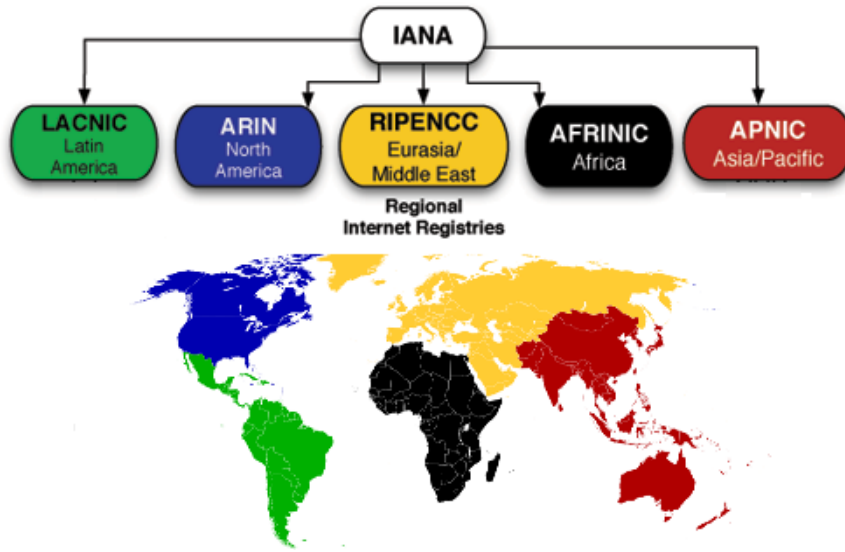 IANA
LACNIC
Latin
America
ARIN
North
America
RIPENCC
Eurasia/
Middle East
AFRINIC
Africa
APNIC
Asia/Pacific
Regional
Internet Registries